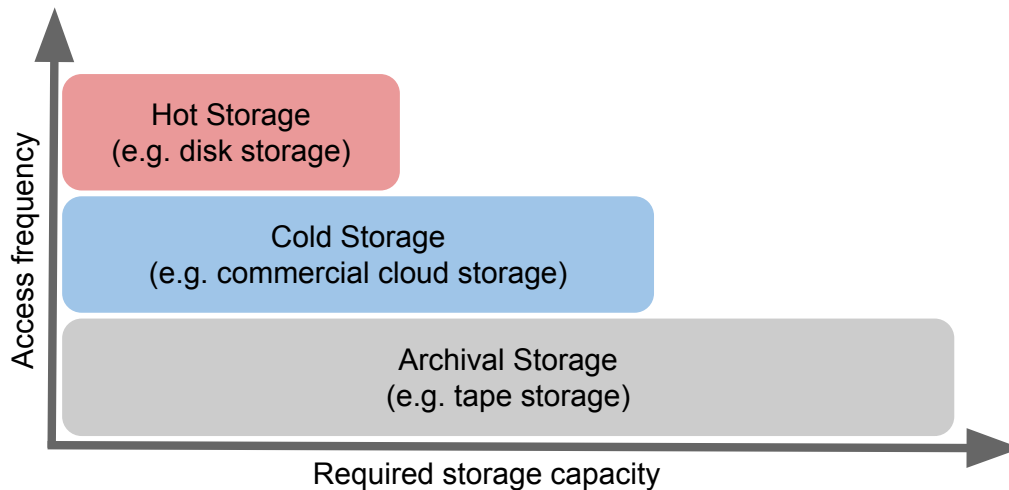 Hot Storage
(e.g. disk storage)
Cold Storage
(e.g. commercial cloud storage)
Archival Storage
(e.g. tape storage)
Access frequency
Required storage capacity